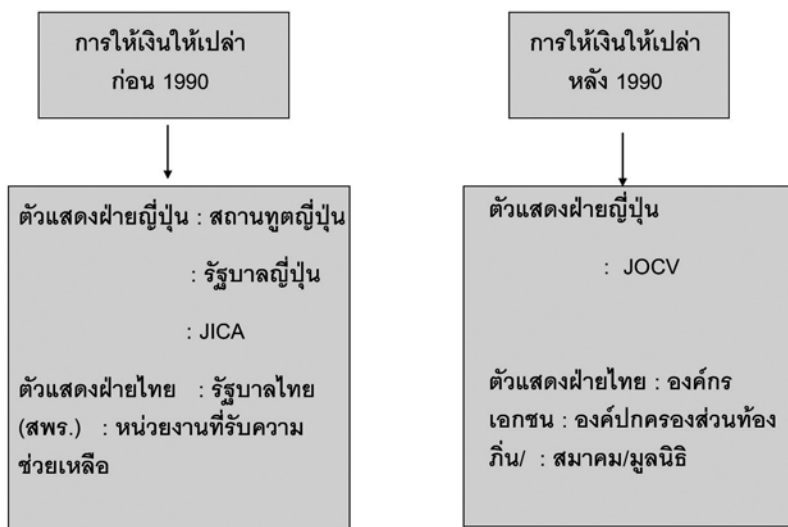 การให้เงินให้เปล่า
ก่อน 1990
ตัวแสดงฝ่ายญี่ปุ่น : สถานทูตญี่ปุ่น
: รัฐบาลญี่ปุ่น
: JICA
ตัวแสดงฝ่ายไทย : รัฐบาลไทย
(สพร.) : หน่วยงานที่รับความ
ช่วยเหลือ
การให้เงินให้เปล่า
หลัง 1990
ตัวแสดงฝ่ายญี่ปุ่น
: JOCV
ตัวแสดงฝ่ายไทย : องค์กร
เอกชน : องค์ปกครองส่วนท้อง
ถิ่น/ : สมาคม/มูลนิธิ